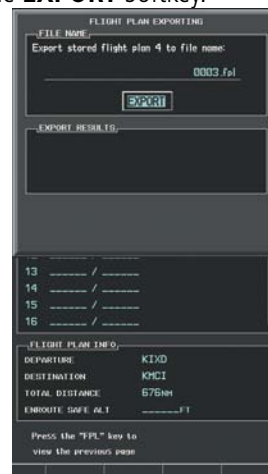 e EXPORT softkey.
FLIGHT PLAN EXPORTING
FILE NAME
Export stored flight plan 4 to file name:
0003.fpl
EXPORT
EXPORT RESULTS
13 ______ / ______
14 ______ / ______
15 ______ / ______
16 ______ / ______
FLIGHT PLAN INFO
DEPARTURE KIXD
DESTINATION KMCI
TOTAL DISTANCE 676NM
ENROUTE SAFE ALT ______FT
Press the "FPL" key to
view the previous page